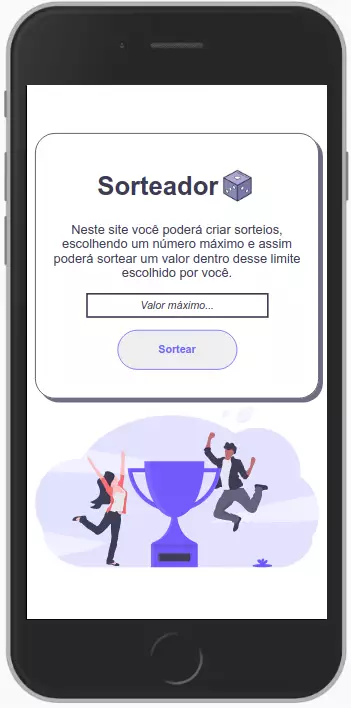 Sorteador
Neste site você poderá criar sorteios,
escolhendo um número máximo e assim
poderá sortear um valor dentro desse limite
escolhido por você.
Valor máximo...
Sortear